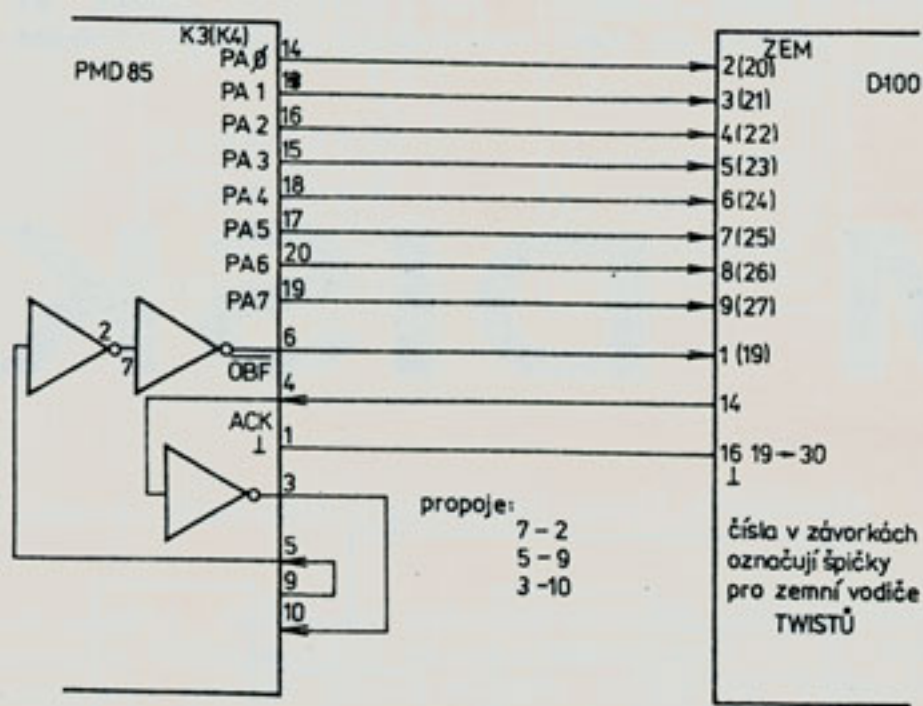 K3(K4)
PMD 85
PAØ 14
PA 1
PA 2 16
PA 3 15
PA 4 18
PA5 17
PA6 20
PA7 19
2
7
6
OBF
4
ACK
⊥ 1
3
5
9
10
propoje:
7 – 2
5 – 9
3 – 10
ZEM
D100
2(20)
3(21)
4(22)
5(23)
6(24)
7(25)
8(26)
9(27)
1 (19)
14
16 19 – 30
⊥
čísla v závorkách
označují špičky
pro zemní vodiče
TWISTŮ